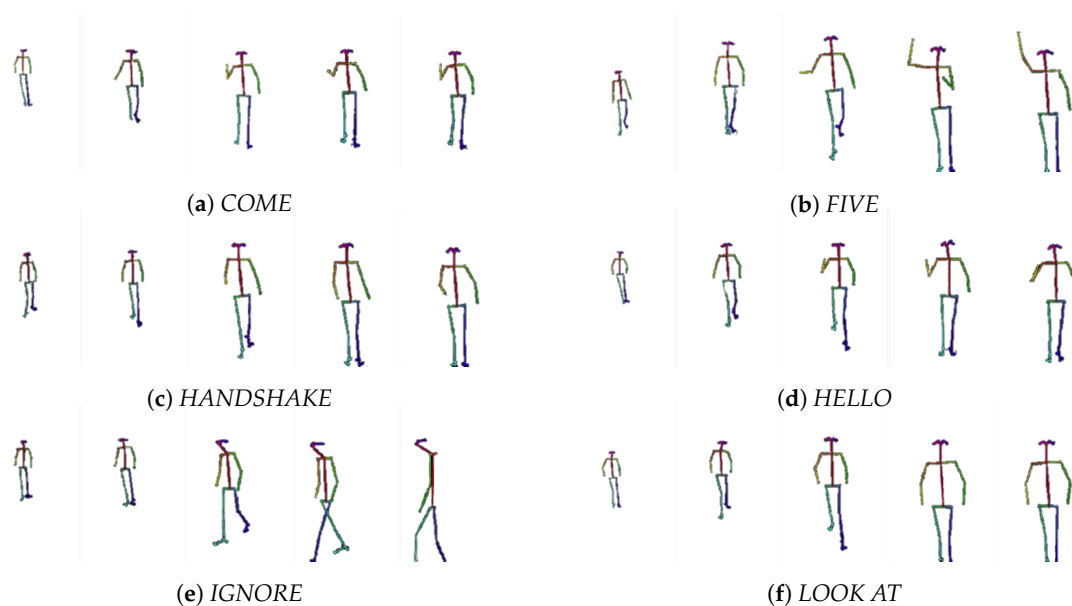 (a) COME
(b) FIVE
(c) HANDSHAKE
(d) HELLO
(e) IGNORE
(f) LOOK AT